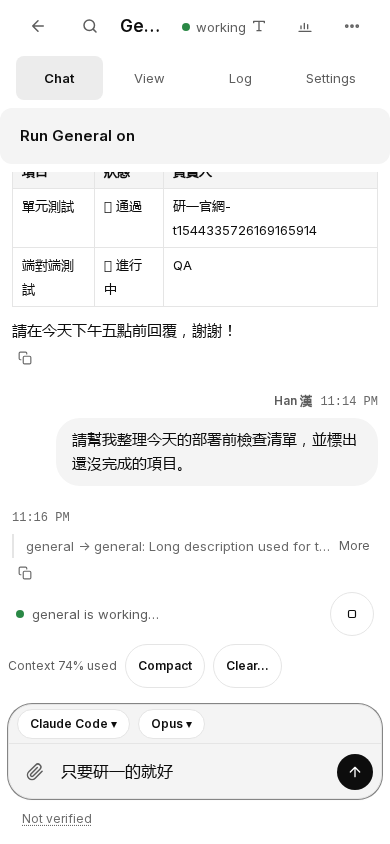 Ge...
working
Chat
View
Log
Settings
Run General on
項目 狀態 負責人
單元測試 通過 研一官網-
t1544335726169165914
端對端測 進行 QA
試 中
請在今天下午五點前回覆，謝謝！
Han 漢 11:14 PM
請幫我整理今天的部署前檢查清單，並標出
還沒完成的項目。
11:16 PM
general → general: Long description used for t... More
general is working...
Context 74% used Compact Clear...
Claude Code ▾ Opus ▾
只要研一的就好
Not verified